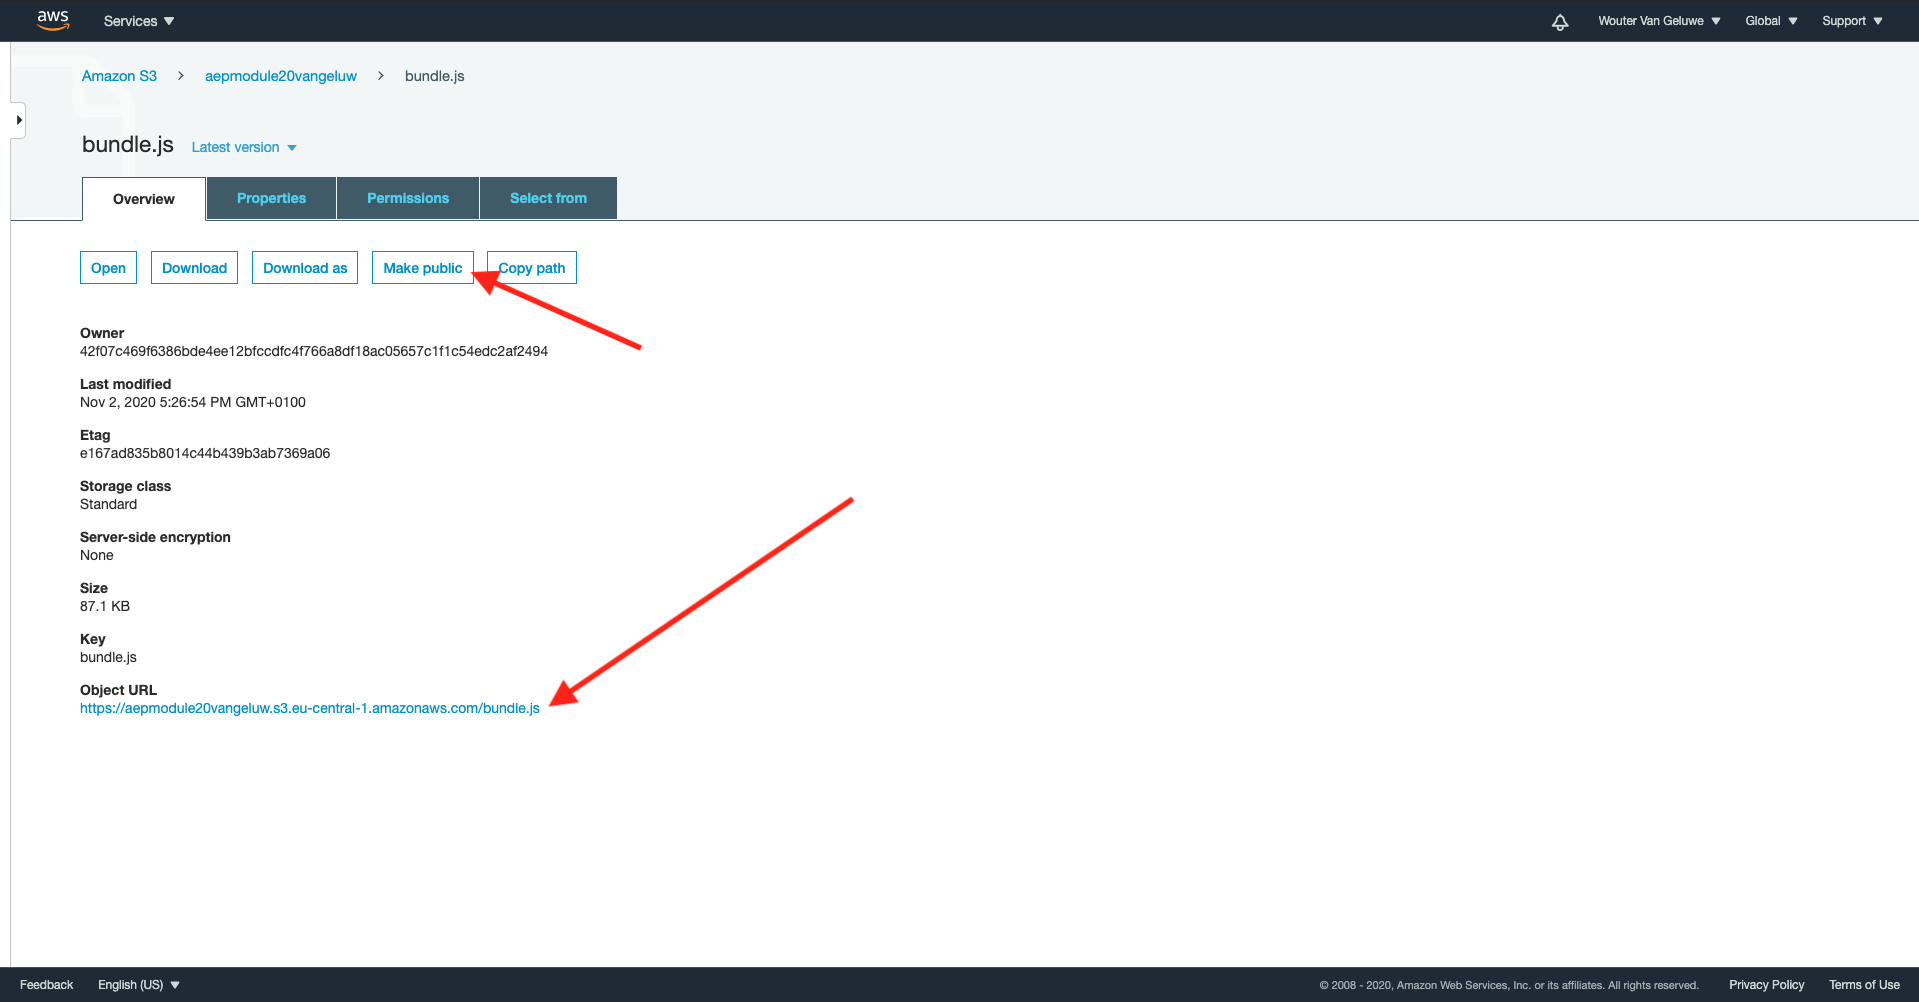 aws
Services
Wouter Van Geluwe
Global
Support
Amazon S3 > aepmodule20vangeluw > bundle.js
bundle.js Latest version
Overview
Properties
Permissions
Select from
Open
Download
Download as
Make public
Copy path
Owner
42f07c469f6386bde4ee12bfccdfc4f766a8df18ac05657c1f1c54edc2af2494
Last modified
Nov 2, 2020 5:26:54 PM GMT+0100
Etag
e167ad835b8014c44b439b3ab7369a06
Storage class
Standard
Server-side encryption
None
Size
87.1 KB
Key
bundle.js
Object URL
https://aepmodule20vangeluw.s3.eu-central-1.amazonaws.com/bundle.js
Feedback
English (US)
© 2008 - 2020, Amazon Web Services, Inc. or its affiliates. All rights reserved.
Privacy Policy
Terms of Use